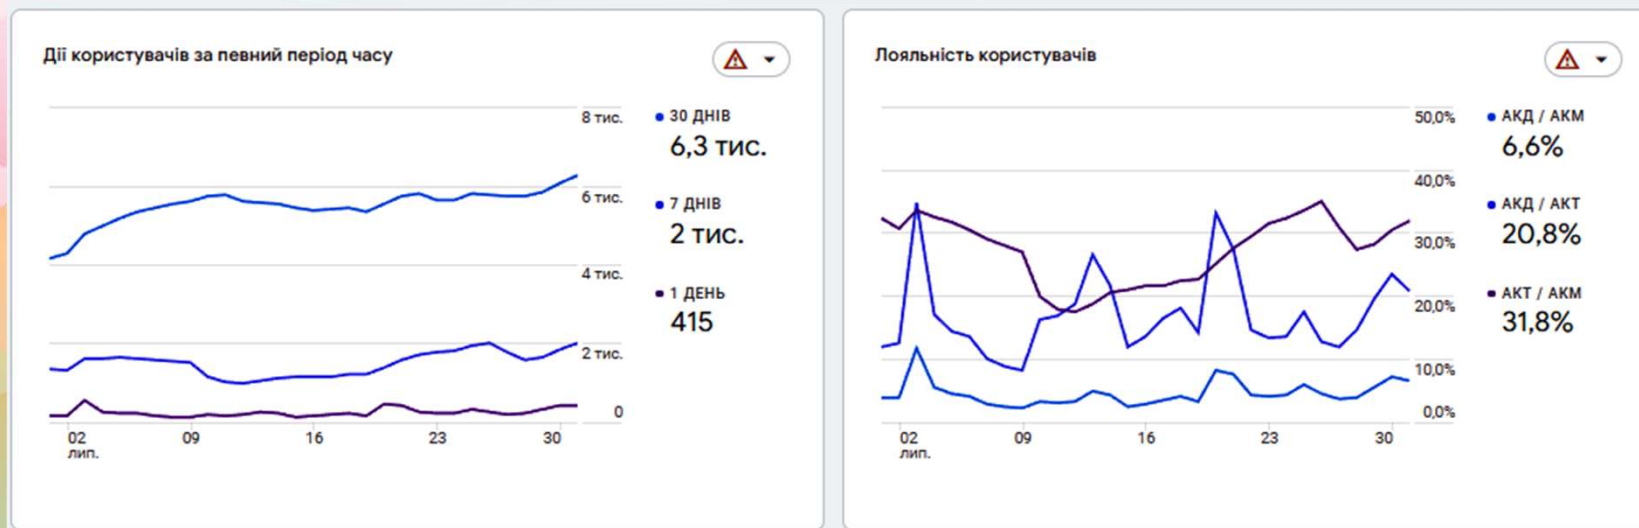 Дії користувачів за певний період часу
8 тис.
6 тис.
4 тис.
2 тис.
0
02
лип.
09
16
23
30
30 ДНІВ
6,3 тис.
7 ДНІВ
2 тис.
1 ДЕНЬ
415
Лояльність користувачів
50,0%
40,0%
30,0%
20,0%
10,0%
0,0%
02
лип.
09
16
23
30
АКД / АКМ
6,6%
АКД / АКТ
20,8%
АКТ / АКМ
31,8%